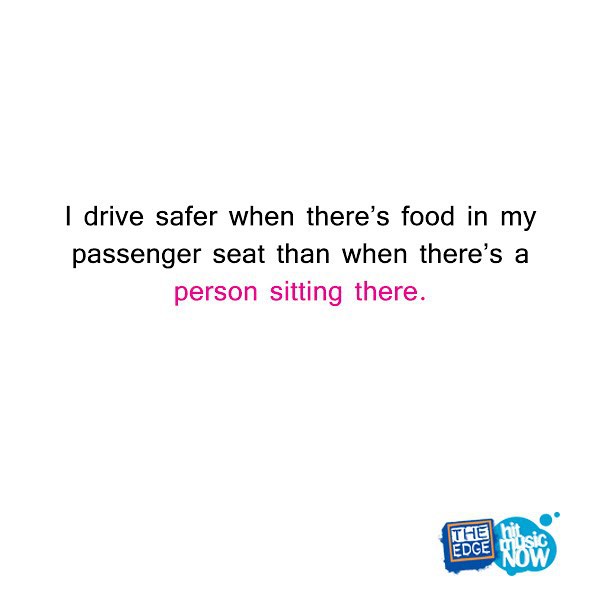 I drive safer when there’s food in my
passenger seat than when there’s a
person sitting there.
THE
EDGE
hit
music
NOW